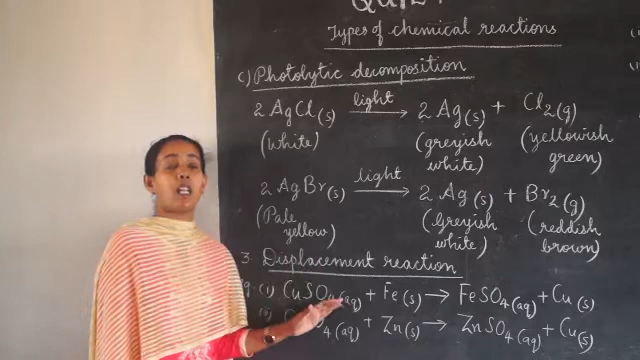 Types of chemical reactions
c) Photolytic decomposition
2 AgCl(s) light → 2 Ag(s) + Cl2(g)
(white) (greyish white) (yellowish green)
2 AgBr(s) light → 2 Ag(s) + Br2(g)
(Pale yellow) (Greyish white) (reddish brown)
3. Displacement reaction
(i) CuSO4(aq) + Fe(s) → FeSO4(aq) + Cu(s)
(ii) 4(aq) + Zn(s) → ZnSO4(aq) + Cu(s)